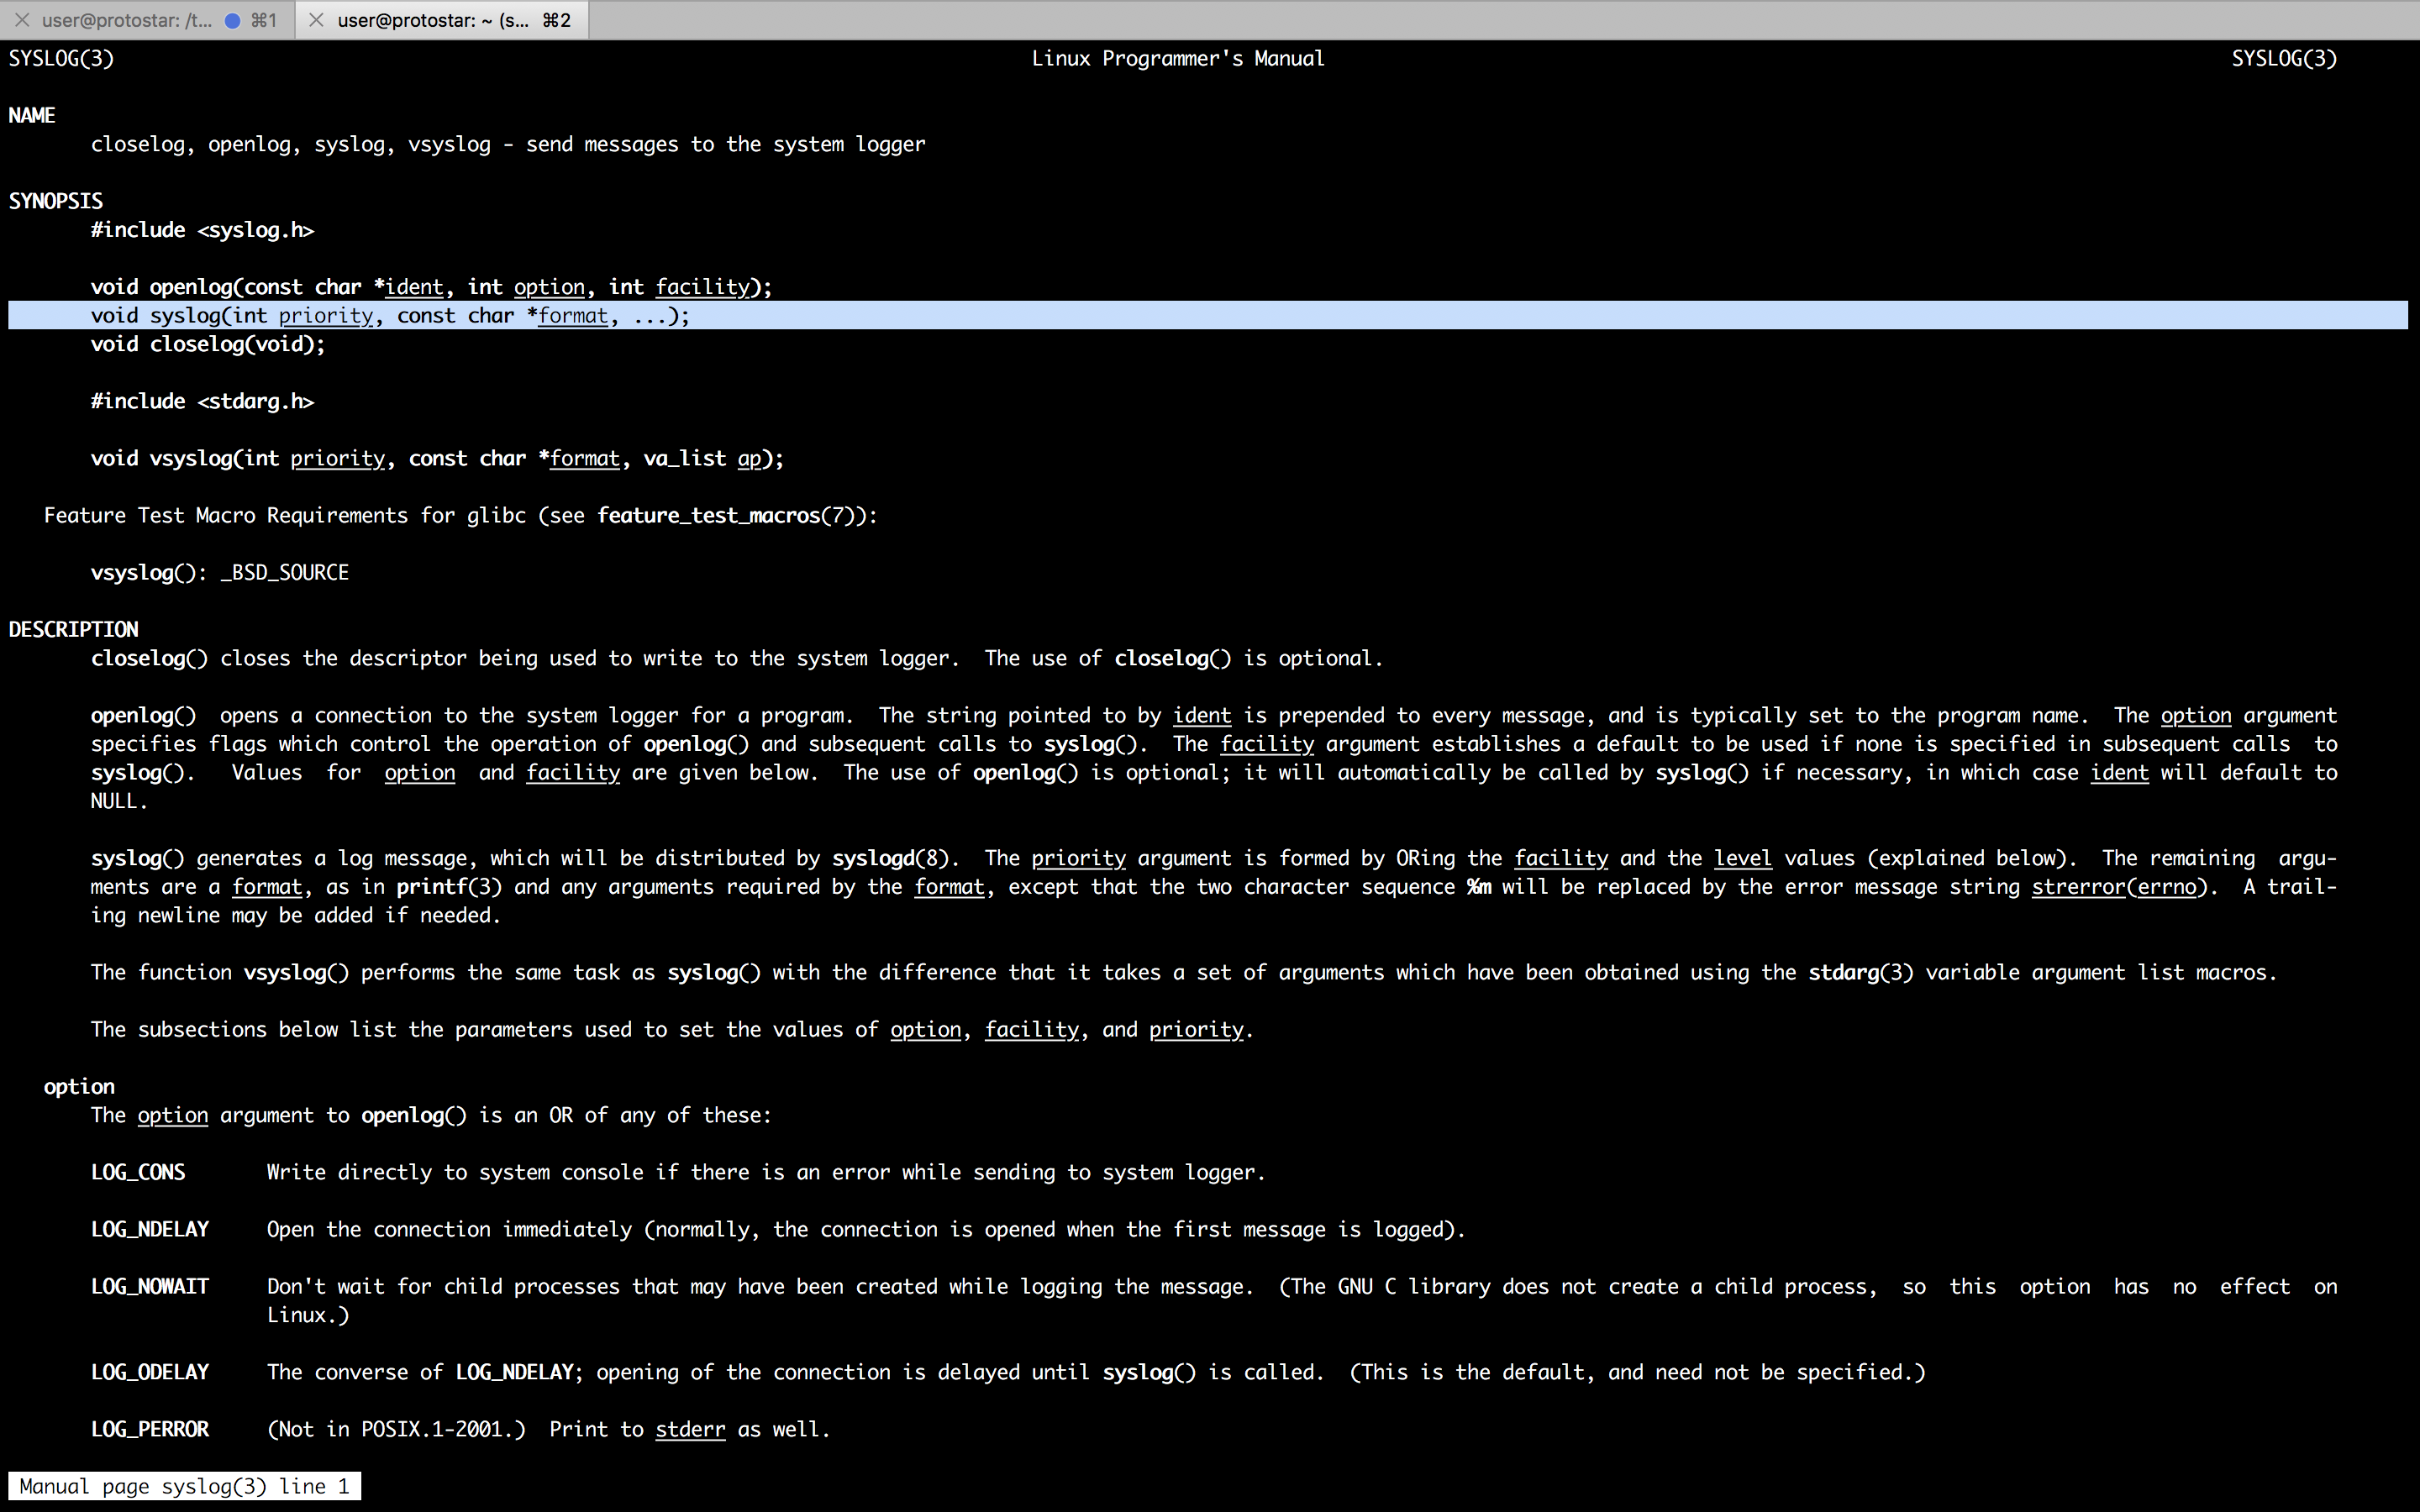 user@protostar: /t... ⌘1 user@protostar: ~ (s... ⌘2
SYSLOG(3) Linux Programmer's Manual SYSLOG(3)
NAME
closelog, openlog, syslog, vsyslog - send messages to the system logger
SYNOPSIS
#include <syslog.h>
void openlog(const char *ident, int option, int facility);
void syslog(int priority, const char *format, ...);
void closelog(void);
#include <stdarg.h>
void vsyslog(int priority, const char *format, va_list ap);
Feature Test Macro Requirements for glibc (see feature_test_macros(7)):
vsyslog(): _BSD_SOURCE
DESCRIPTION
closelog() closes the descriptor being used to write to the system logger.  The use of closelog() is optional.
openlog()  opens a connection to the system logger for a program.  The string pointed to by ident is prepended to every message, and is typically set to the program name.  The option argument
specifies flags which control the operation of openlog() and subsequent calls to syslog().  The facility argument establishes a default to be used if none is specified in subsequent calls  to
syslog().   Values  for  option  and facility are given below.  The use of openlog() is optional; it will automatically be called by syslog() if necessary, in which case ident will default to
NULL.
syslog() generates a log message, which will be distributed by syslogd(8).  The priority argument is formed by ORing the facility and the level values (explained below).  The remaining  argu-
ments are a format, as in printf(3) and any arguments required by the format, except that the two character sequence %m will be replaced by the error message string strerror(errno).  A trail-
ing newline may be added if needed.
The function vsyslog() performs the same task as syslog() with the difference that it takes a set of arguments which have been obtained using the stdarg(3) variable argument list macros.
The subsections below list the parameters used to set the values of option, facility, and priority.
option
The option argument to openlog() is an OR of any of these:
LOG_CONS Write directly to system console if there is an error while sending to system logger.
LOG_NDELAY Open the connection immediately (normally, the connection is opened when the first message is logged).
LOG_NOWAIT Don't wait for child processes that may have been created while logging the message.  (The GNU C library does not create a child process,  so  this  option  has  no  effect  on
Linux.)
LOG_ODELAY The converse of LOG_NDELAY; opening of the connection is delayed until syslog() is called.  (This is the default, and need not be specified.)
LOG_PERROR (Not in POSIX.1-2001.)  Print to stderr as well.
Manual page syslog(3) line 1